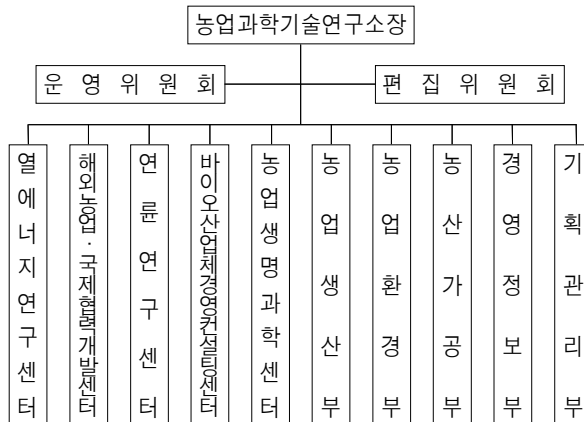 농업과학기술연구소장
운영위원회
편집위원회
열에너지연구센터
해외농업·국제협력개발센터
연륜연구센터
바이오산업체경영컨설팅센터
농업생명과학센터
농업생산부
농업환경부
농산가공부
경영정보부
기획관리부